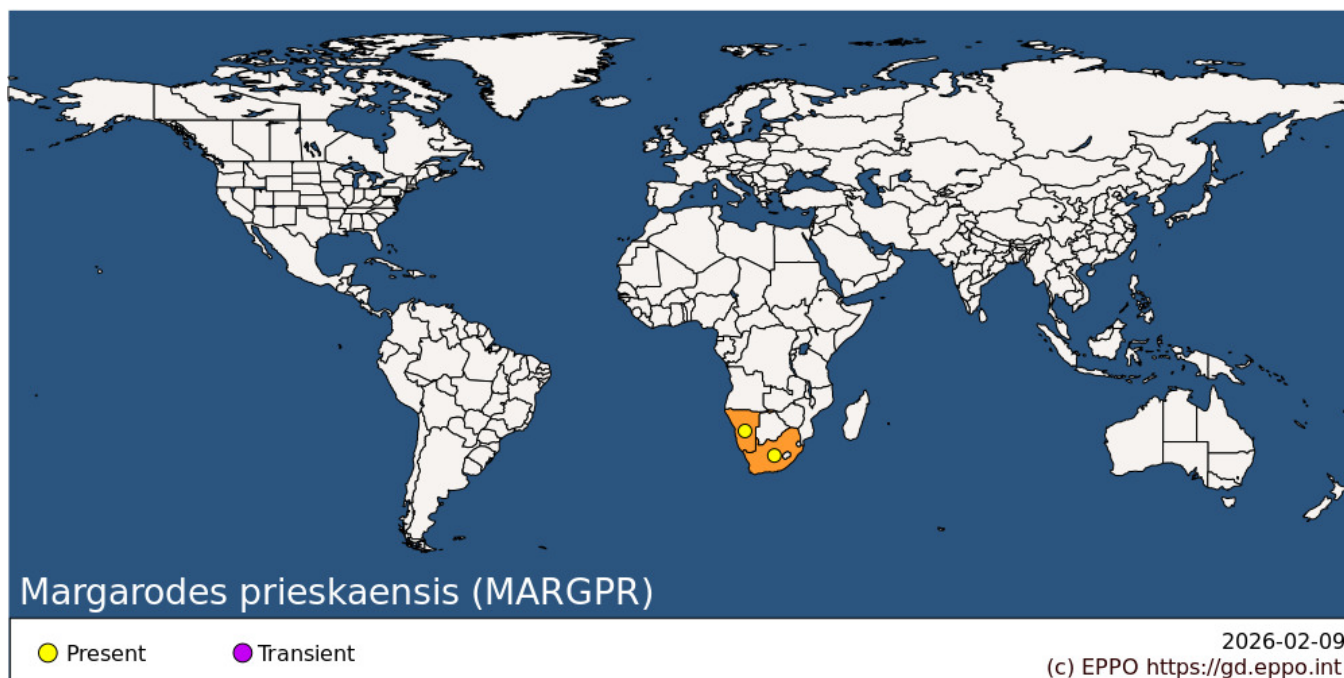 Margarodes prieskaensis (MARGPR)
Present
Transient
2026-02-09
(c) EPPO https://gd.eppo.int